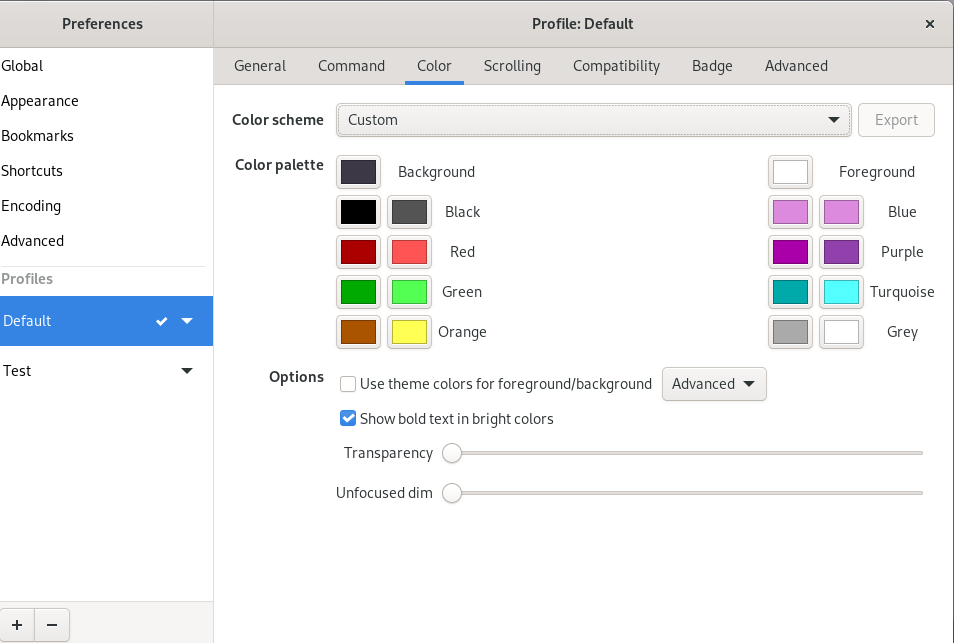 Preferences
Profile: Default
×
Global
Appearance
Bookmarks
Shortcuts
Encoding
Advanced
Profiles
Default
Test
+ −
General Command Color Scrolling Compatibility Badge Advanced
Color scheme Custom Export
Color palette Background Foreground
Black Blue
Red Purple
Green Turquoise
Orange Grey
Options Use theme colors for foreground/background Advanced
Show bold text in bright colors
Transparency
Unfocused dim